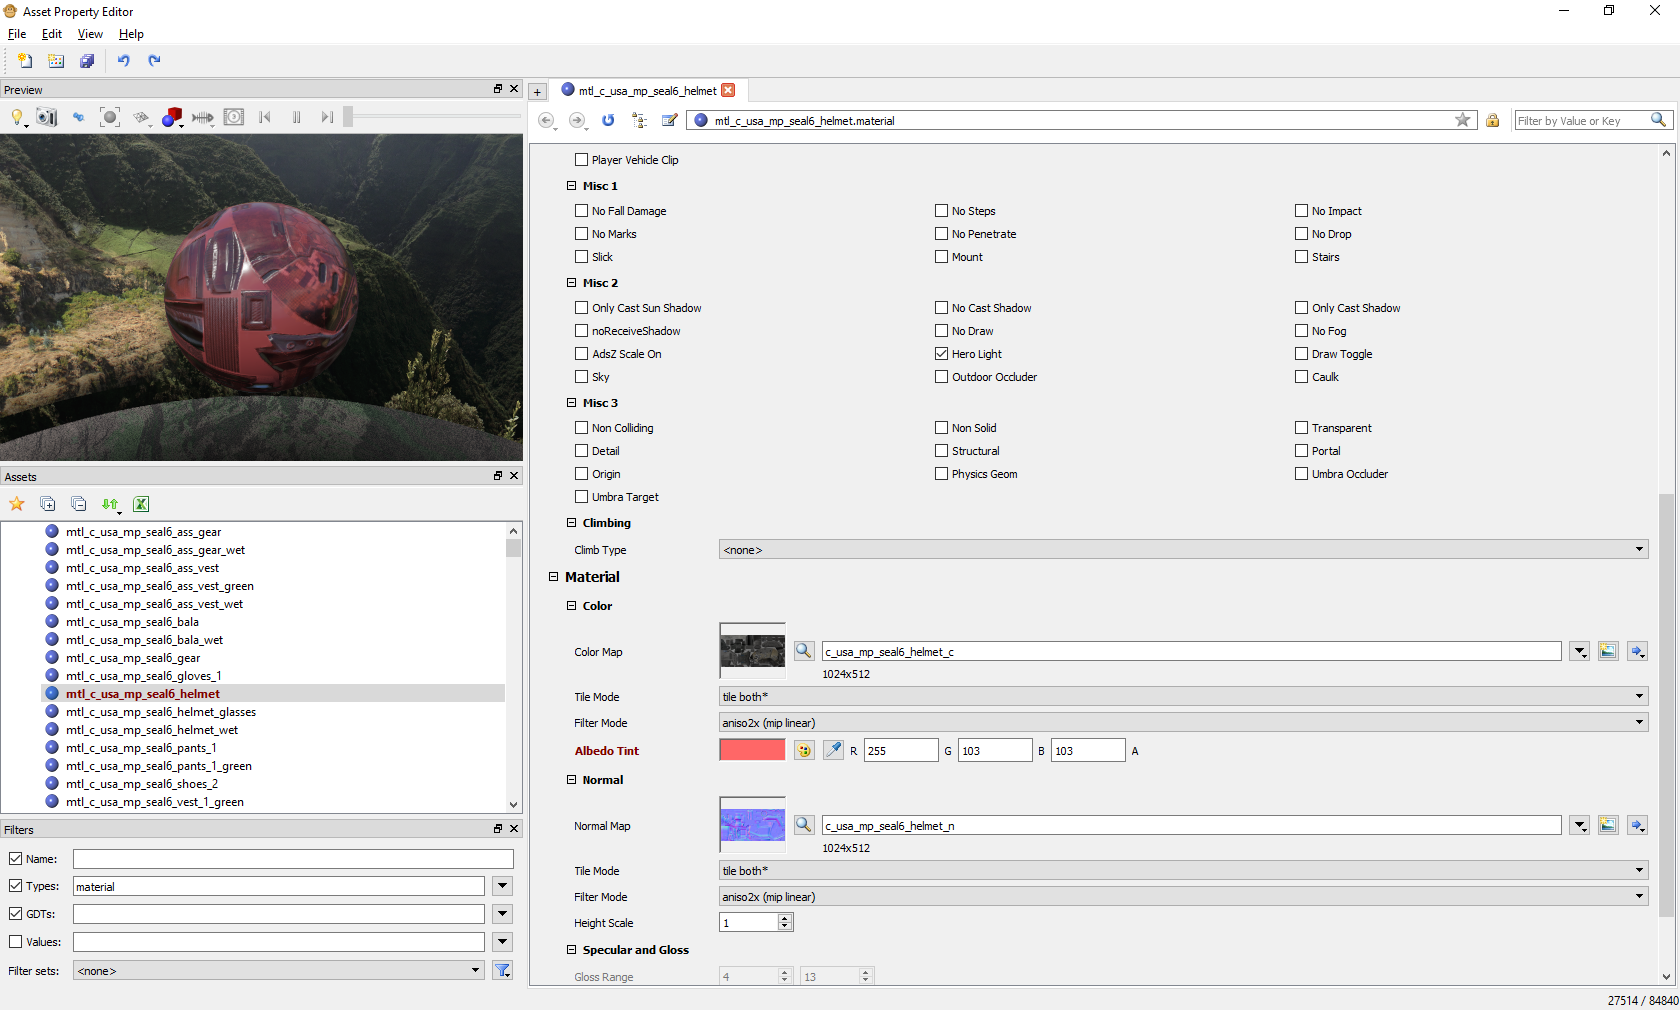 Asset Property Editor
File Edit View Help
Preview
mtl_c_usa_mp_seal6_helmet
mtl_c_usa_mp_seal6_helmet.material
Filter by Value or Key
Assets
mtl_c_usa_mp_seal6_ass_gear
mtl_c_usa_mp_seal6_ass_gear_wet
mtl_c_usa_mp_seal6_ass_vest
mtl_c_usa_mp_seal6_ass_vest_green
mtl_c_usa_mp_seal6_ass_vest_wet
mtl_c_usa_mp_seal6_bala
mtl_c_usa_mp_seal6_bala_wet
mtl_c_usa_mp_seal6_gear
mtl_c_usa_mp_seal6_gloves_1
mtl_c_usa_mp_seal6_helmet
mtl_c_usa_mp_seal6_helmet_glasses
mtl_c_usa_mp_seal6_helmet_wet
mtl_c_usa_mp_seal6_pants_1
mtl_c_usa_mp_seal6_pants_1_green
mtl_c_usa_mp_seal6_shoes_2
mtl_c_usa_mp_seal6_vest_1_green
Filters
Name:
Types: material
GDTs:
Values:
Filter sets: <none>
Player Vehicle Clip
Misc 1
No Fall Damage No Steps No Impact
No Marks No Penetrate No Drop
Slick Mount Stairs
Misc 2
Only Cast Sun Shadow No Cast Shadow Only Cast Shadow
noReceiveShadow No Draw No Fog
AdsZ Scale On Hero Light Draw Toggle
Sky Outdoor Occluder Caulk
Misc 3
Non Colliding Non Solid Transparent
Detail Structural Portal
Origin Physics Geom Umbra Occluder
Umbra Target
Climbing
Climb Type <none>
Material
Color
Color Map c_usa_mp_seal6_helmet_c
1024x512
Tile Mode tile both*
Filter Mode aniso2x (mip linear)
Albedo Tint R 255 G 103 B 103 A
Normal
Normal Map c_usa_mp_seal6_helmet_n
1024x512
Tile Mode tile both*
Filter Mode aniso2x (mip linear)
Height Scale 1
Specular and Gloss
Gloss Range 4 13
27514 / 84840